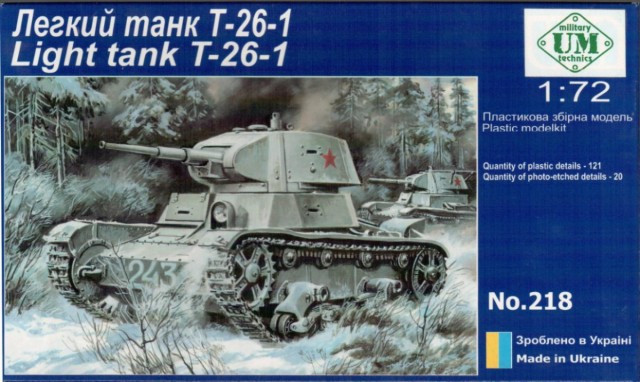 Легкий танк Т-26-1
Light tank T-26-1
military
UM
technics
1:72
Пластикова збірна модель
Plastic modelkit
Quantity of plastic details - 121
Quantity of photo-etched details - 20
243
No.218
Зроблено в Україні
Made in Ukraine